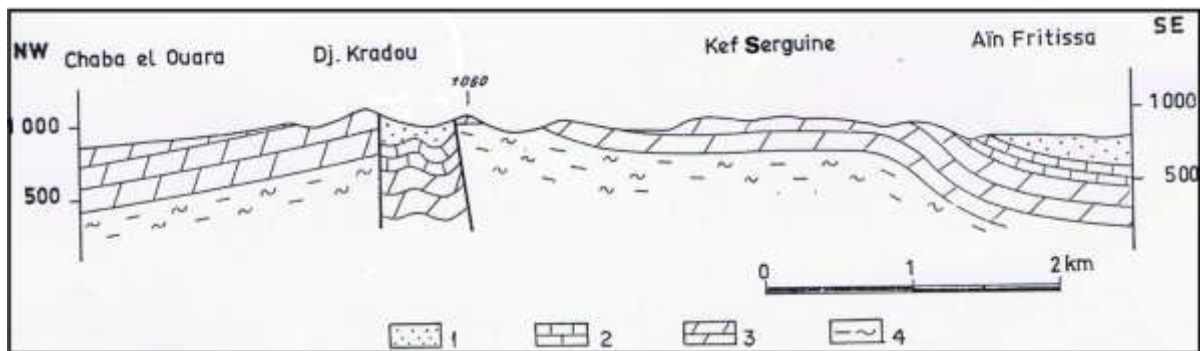 NW Chaba el Ouara Dj. Kradou Kef Serguine Aïn Fritissa SE
1060
1000 1000
500 500
0 1 2 km
1 2 3 4